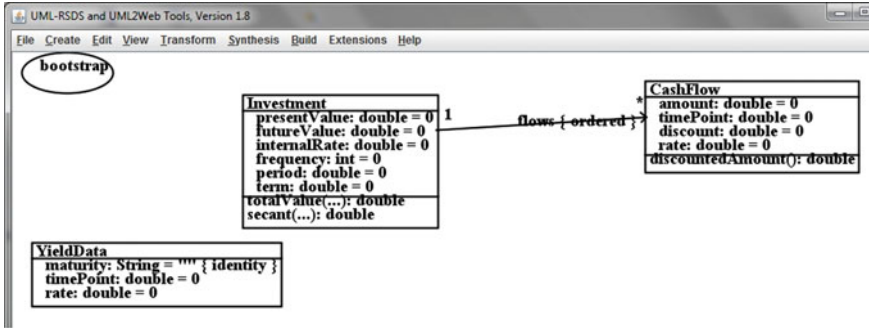 UML-RSDS and UML2Web Tools, Version 1.8
File Create Edit View Transform Synthesis Build Extensions Help
bootstrap
Investment
presentValue: double = 0
futureValue: double = 0
internalRate: double = 0
frequency: int = 0
period: double = 0
term: double = 0
totalValue(...): double
secant(...): double
1
flows { ordered }
*
CashFlow
amount: double = 0
timePoint: double = 0
discount: double = 0
rate: double = 0
discountedAmount(): double
YieldData
maturity: String = "" { identity }
timePoint: double = 0
rate: double = 0